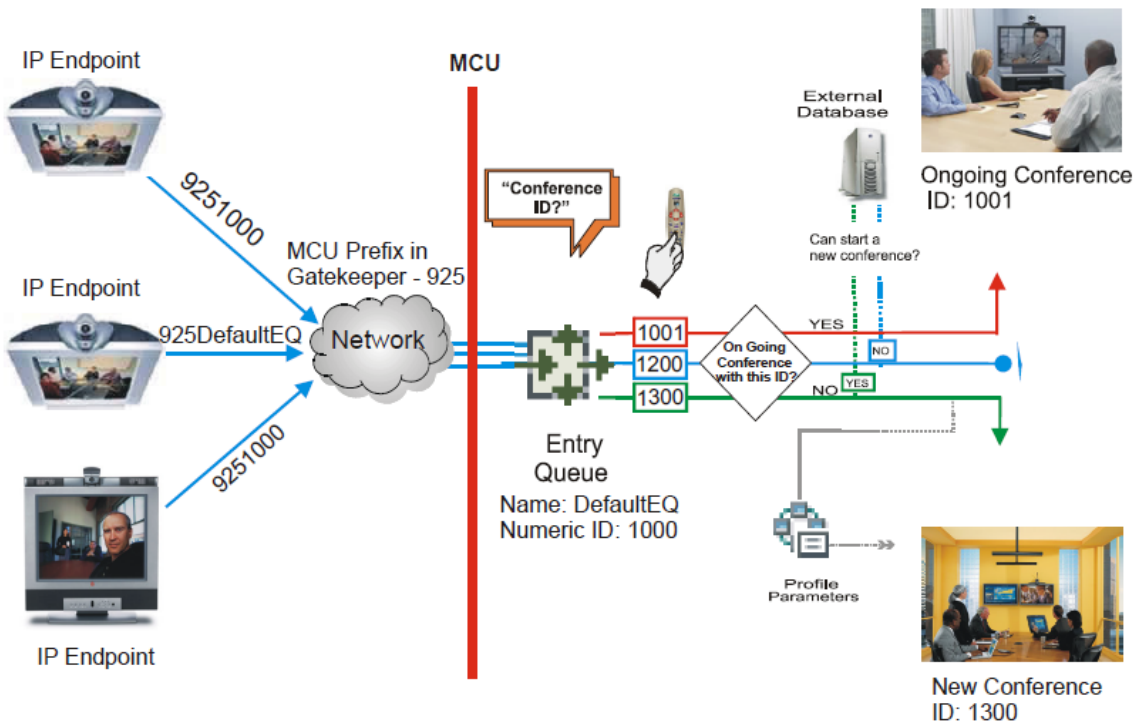 IP Endpoint
9251000
IP Endpoint
925DefaultEQ
IP Endpoint
9251000
MCU Prefix in
Gatekeeper - 925
Network
MCU
“Conference
ID?”
Entry
Queue
Name: DefaultEQ
Numeric ID: 1000
1001
1200
1300
On Going
Conference
with this ID?
YES
NO
NO
YES
External
Database
Can start a
new conference?
Profile
Parameters
Ongoing Conference
ID: 1001
New Conference
ID: 1300